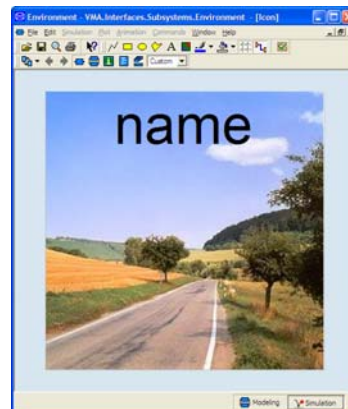 Environment - VMA.Interfaces.Subsystems.Environment - [Icon]
File Edit Simulation Plot Animation Commands Window Help
Custom
name
Modeling Simulation